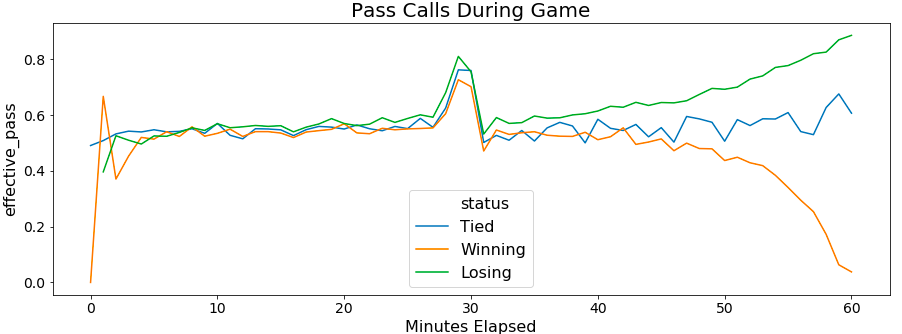 Pass Calls During Game
effective_pass
0.8
0.6
0.4
0.2
0.0
status
Tied
Winning
Losing
0 10 20 30 40 50 60
Minutes Elapsed